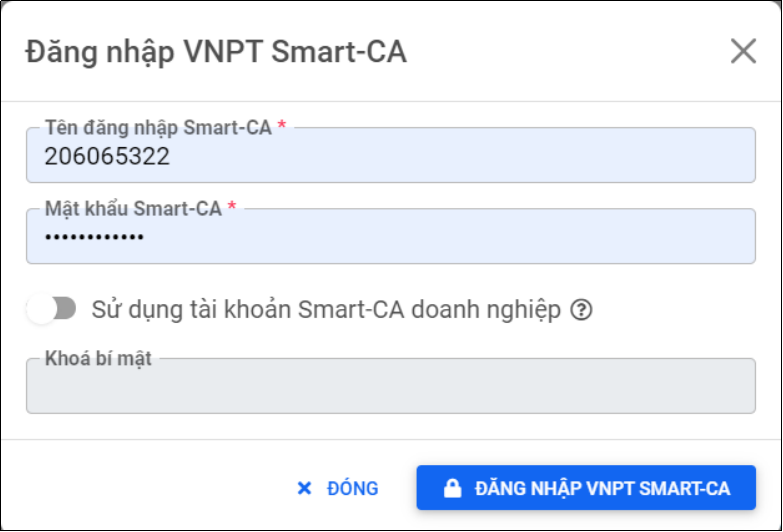 Đăng nhập VNPT Smart-CA
Tên đăng nhập Smart-CA *
206065322
Mật khẩu Smart-CA *
••••••••••••
Sử dụng tài khoản Smart-CA doanh nghiệp
Khoá bí mật
ĐÓNG
ĐĂNG NHẬP VNPT SMART-CA